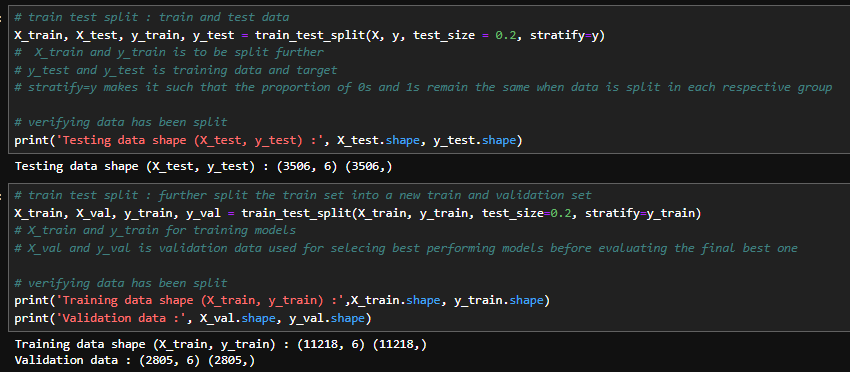 # train test split : train and test data
X_train, X_test, y_train, y_test = train_test_split(X, y, test_size = 0.2, stratify=y)
#  X_train and y_train is to be split further
# y_test and y_test is training data and target
# stratify=y makes it such that the proportion of 0s and 1s remain the same when data is split in each respective group
# verifying data has been split
print('Testing data shape (X_test, y_test) :', X_test.shape, y_test.shape)
Testing data shape (X_test, y_test) : (3506, 6) (3506,)
# train test split : further split the train set into a new train and validation set
X_train, X_val, y_train, y_val = train_test_split(X_train, y_train, test_size=0.2, stratify=y_train)
# X_train and y_train for training models
# X_val and y_val is validation data used for selecing best performing models before evaluating the final best one
# verifying data has been split
print('Training data shape (X_train, y_train) :',X_train.shape, y_train.shape)
print('Validation data :', X_val.shape, y_val.shape)
Training data shape (X_train, y_train) : (11218, 6) (11218,)
Validation data : (2805, 6) (2805,)